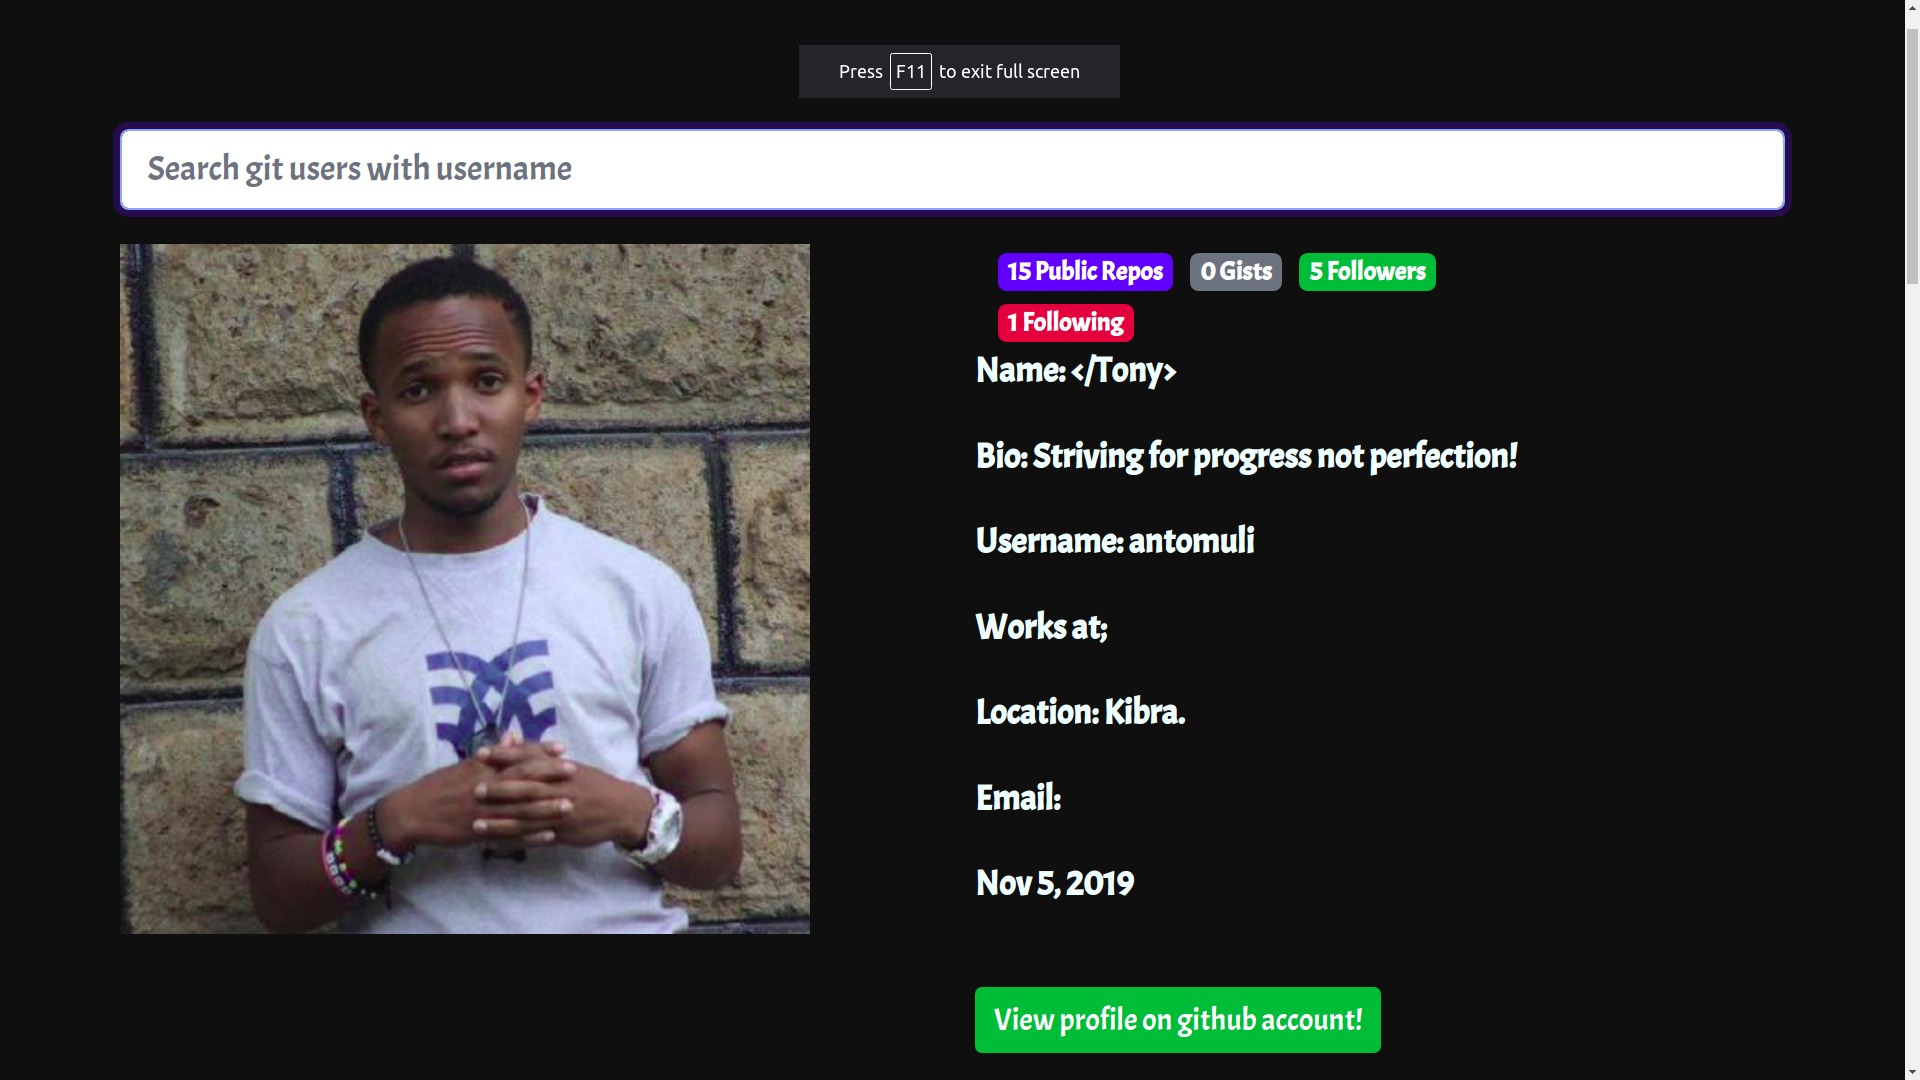 Press F11 to exit full screen
Search git users with username
15 Public Repos 0 Gists 5 Followers
1 Following
Name: </Tony>
Bio: Striving for progress not perfection!
Username: antomuli
Works at;
Location: Kibra.
Email:
Nov 5, 2019
View profile on github account!